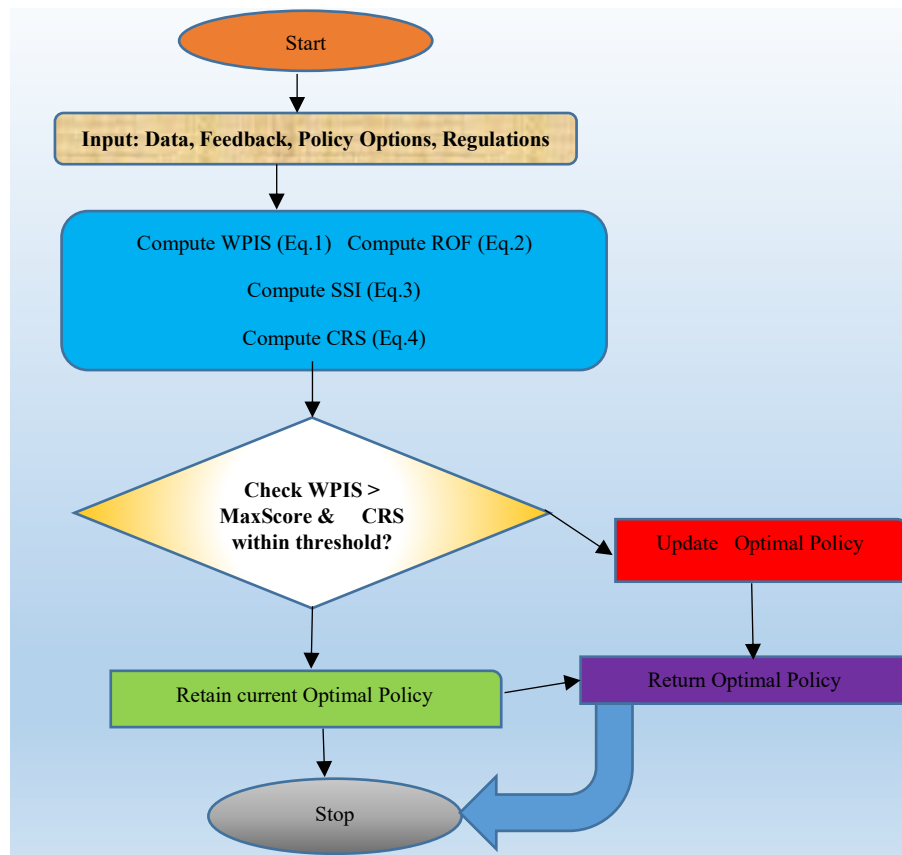 Start
Input: Data, Feedback, Policy Options, Regulations
Compute WPIS (Eq.1) Compute ROF (Eq.2)
Compute SSI (Eq.3)
Compute CRS (Eq.4)
Check WPIS >
MaxScore & CRS
within threshold?
Update Optimal Policy
Retain current Optimal Policy
Return Optimal Policy
Stop